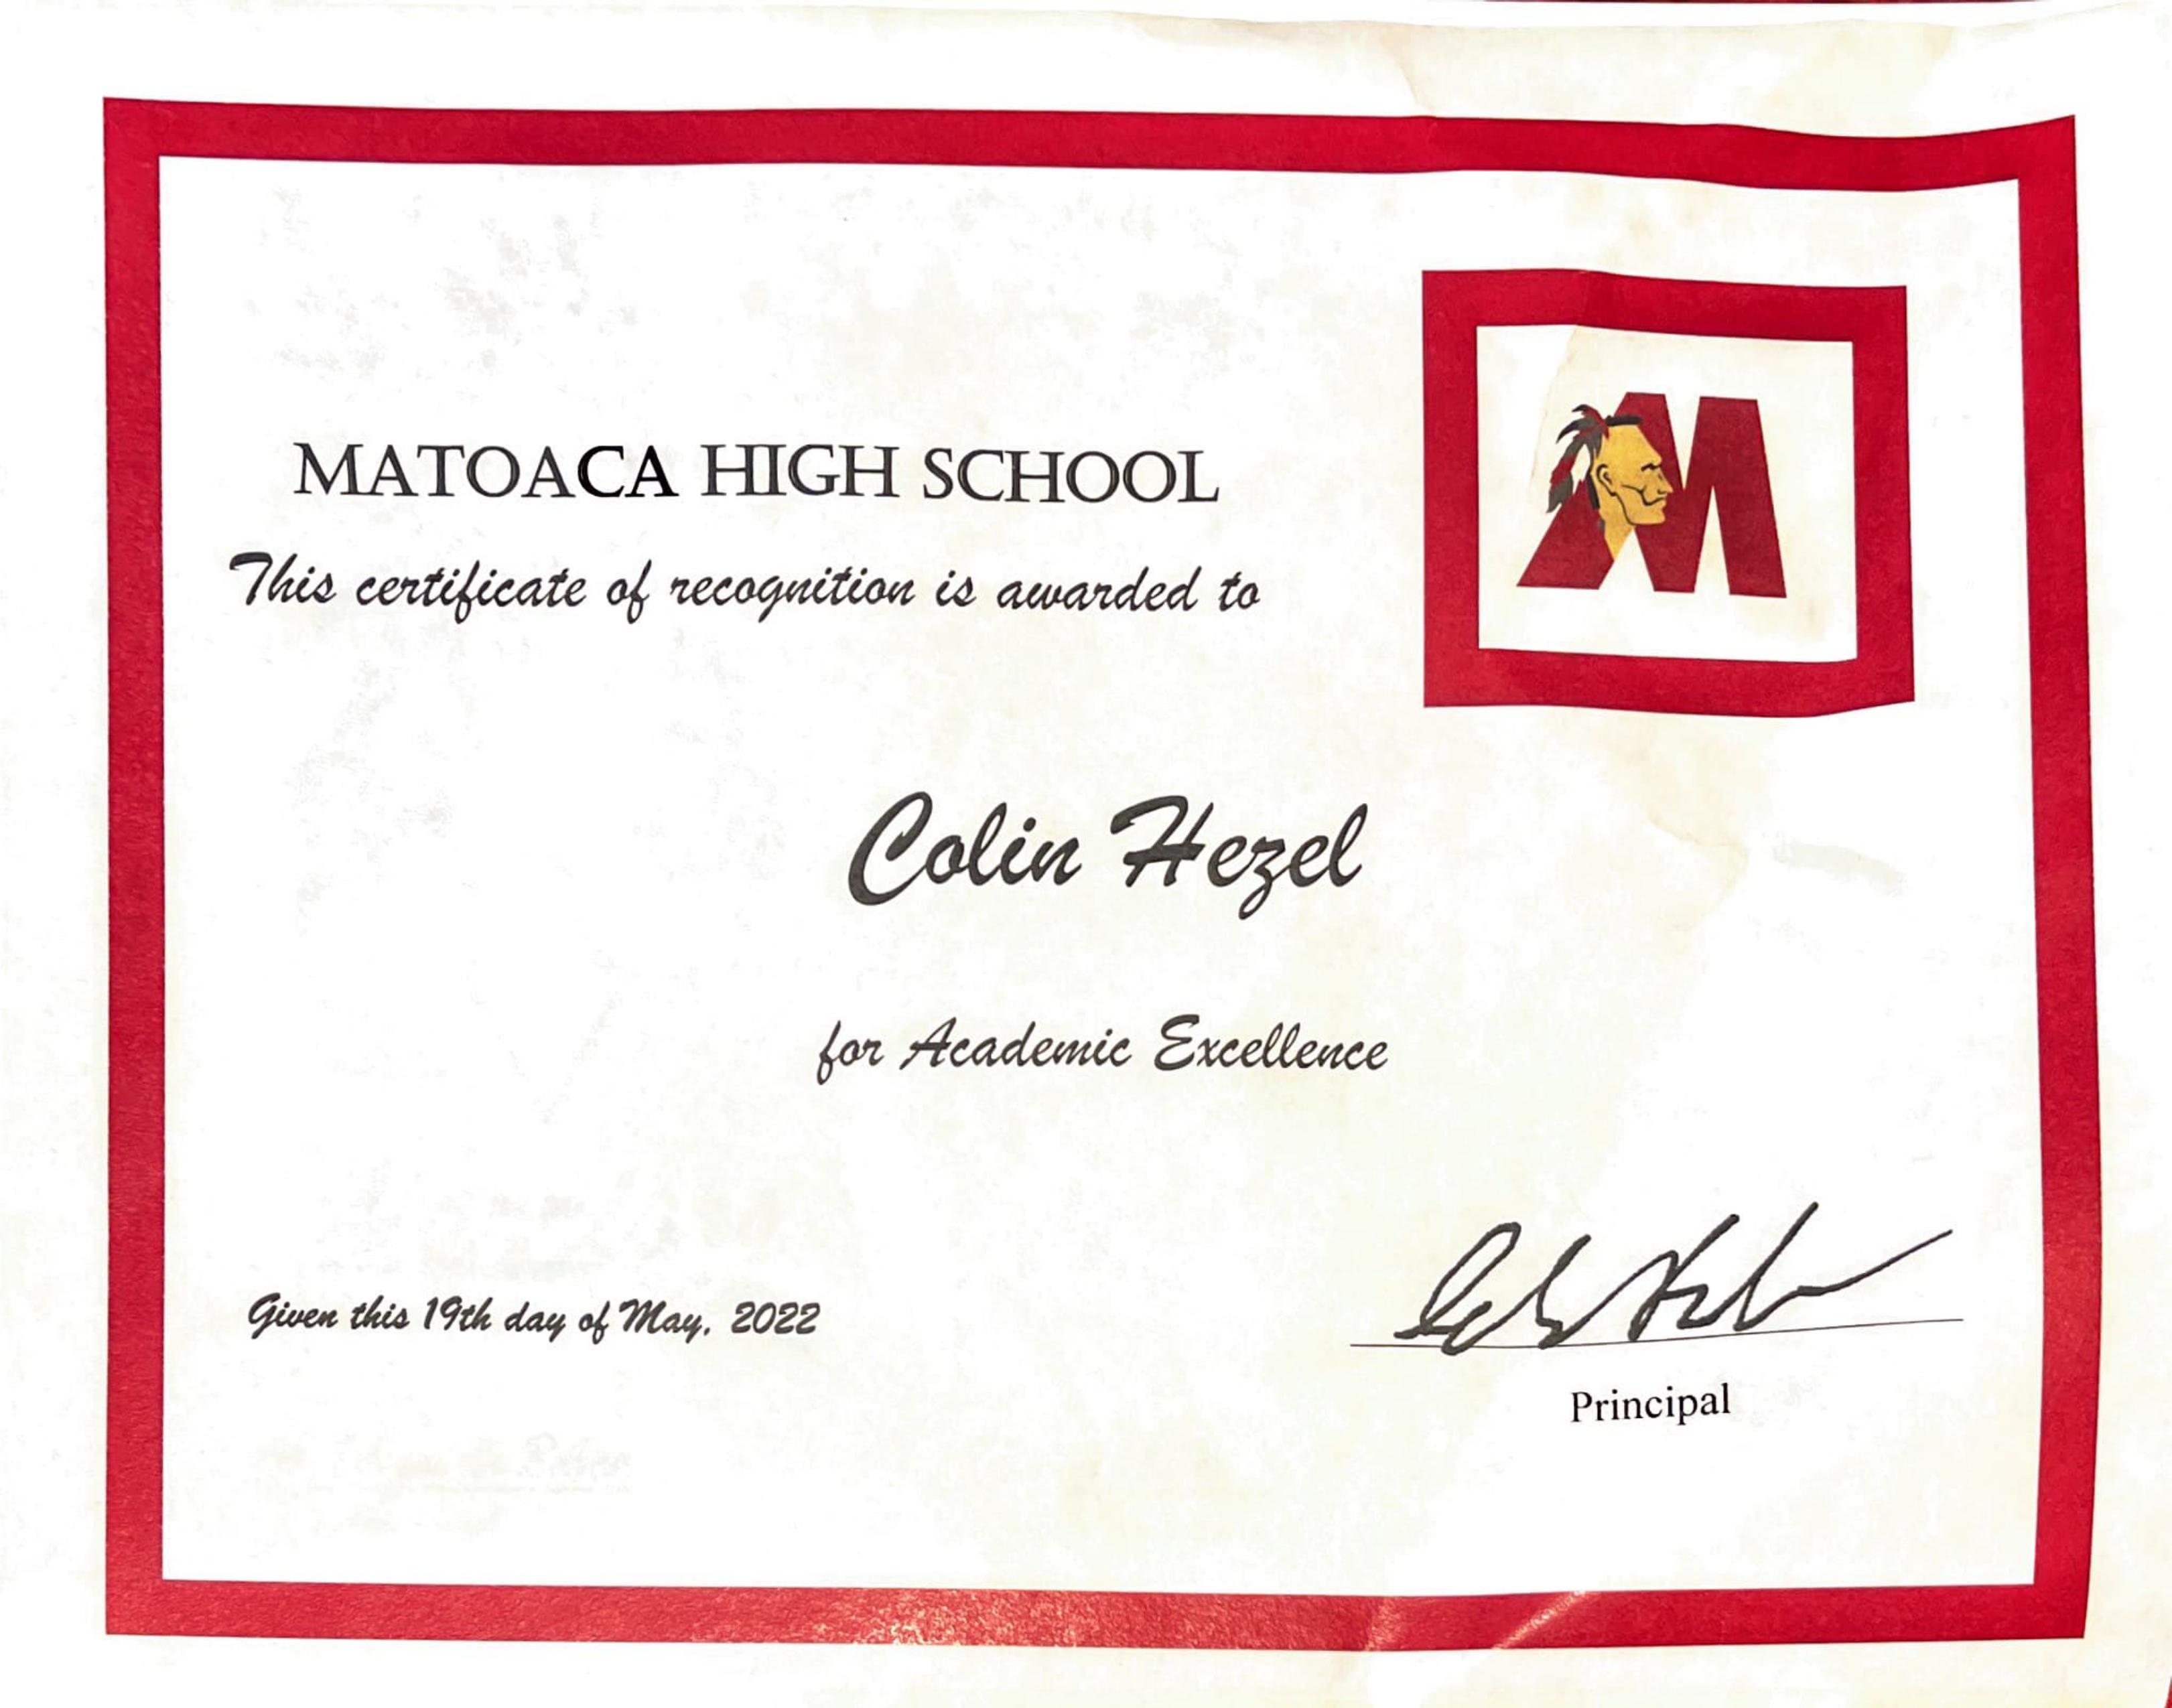 MATOACA HIGH SCHOOL
This certificate of recognition is awarded to
M
Colin Hezel
for Academic Excellence
Given this 19th day of May, 2022
Principal